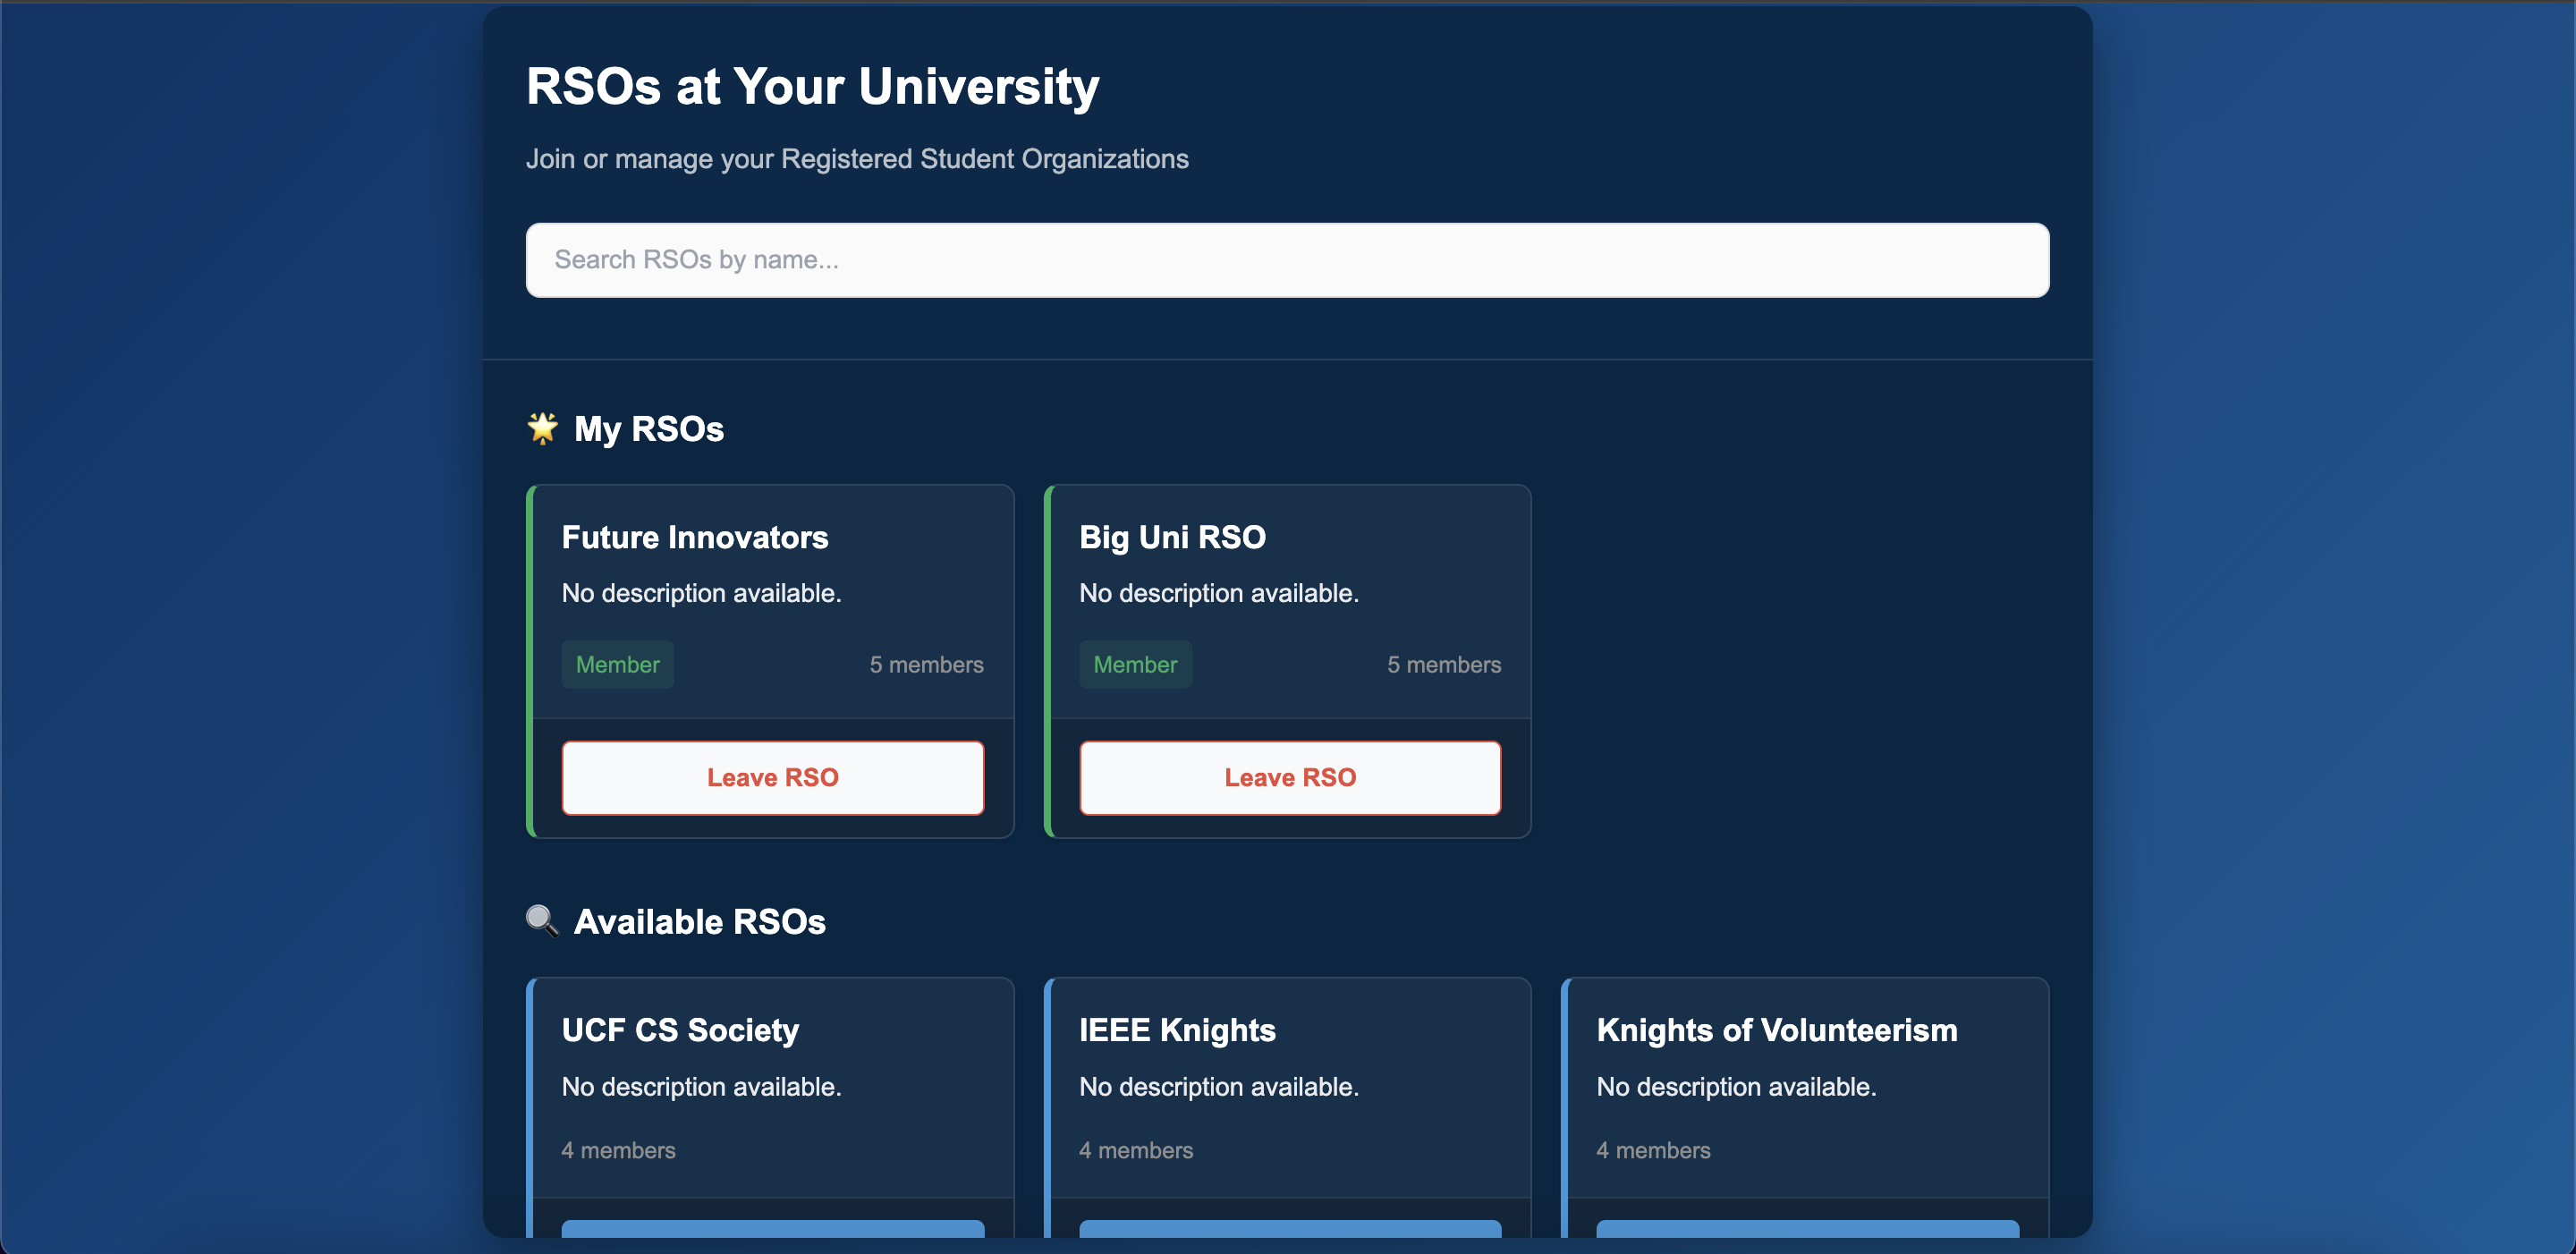 RSOs at Your University
Join or manage your Registered Student Organizations
Search RSOs by name...
🌟 My RSOs
Future Innovators
No description available.
Member
5 members
Leave RSO
Big Uni RSO
No description available.
Member
5 members
Leave RSO
🔍 Available RSOs
UCF CS Society
No description available.
4 members
IEEE Knights
No description available.
4 members
Knights of Volunteerism
No description available.
4 members